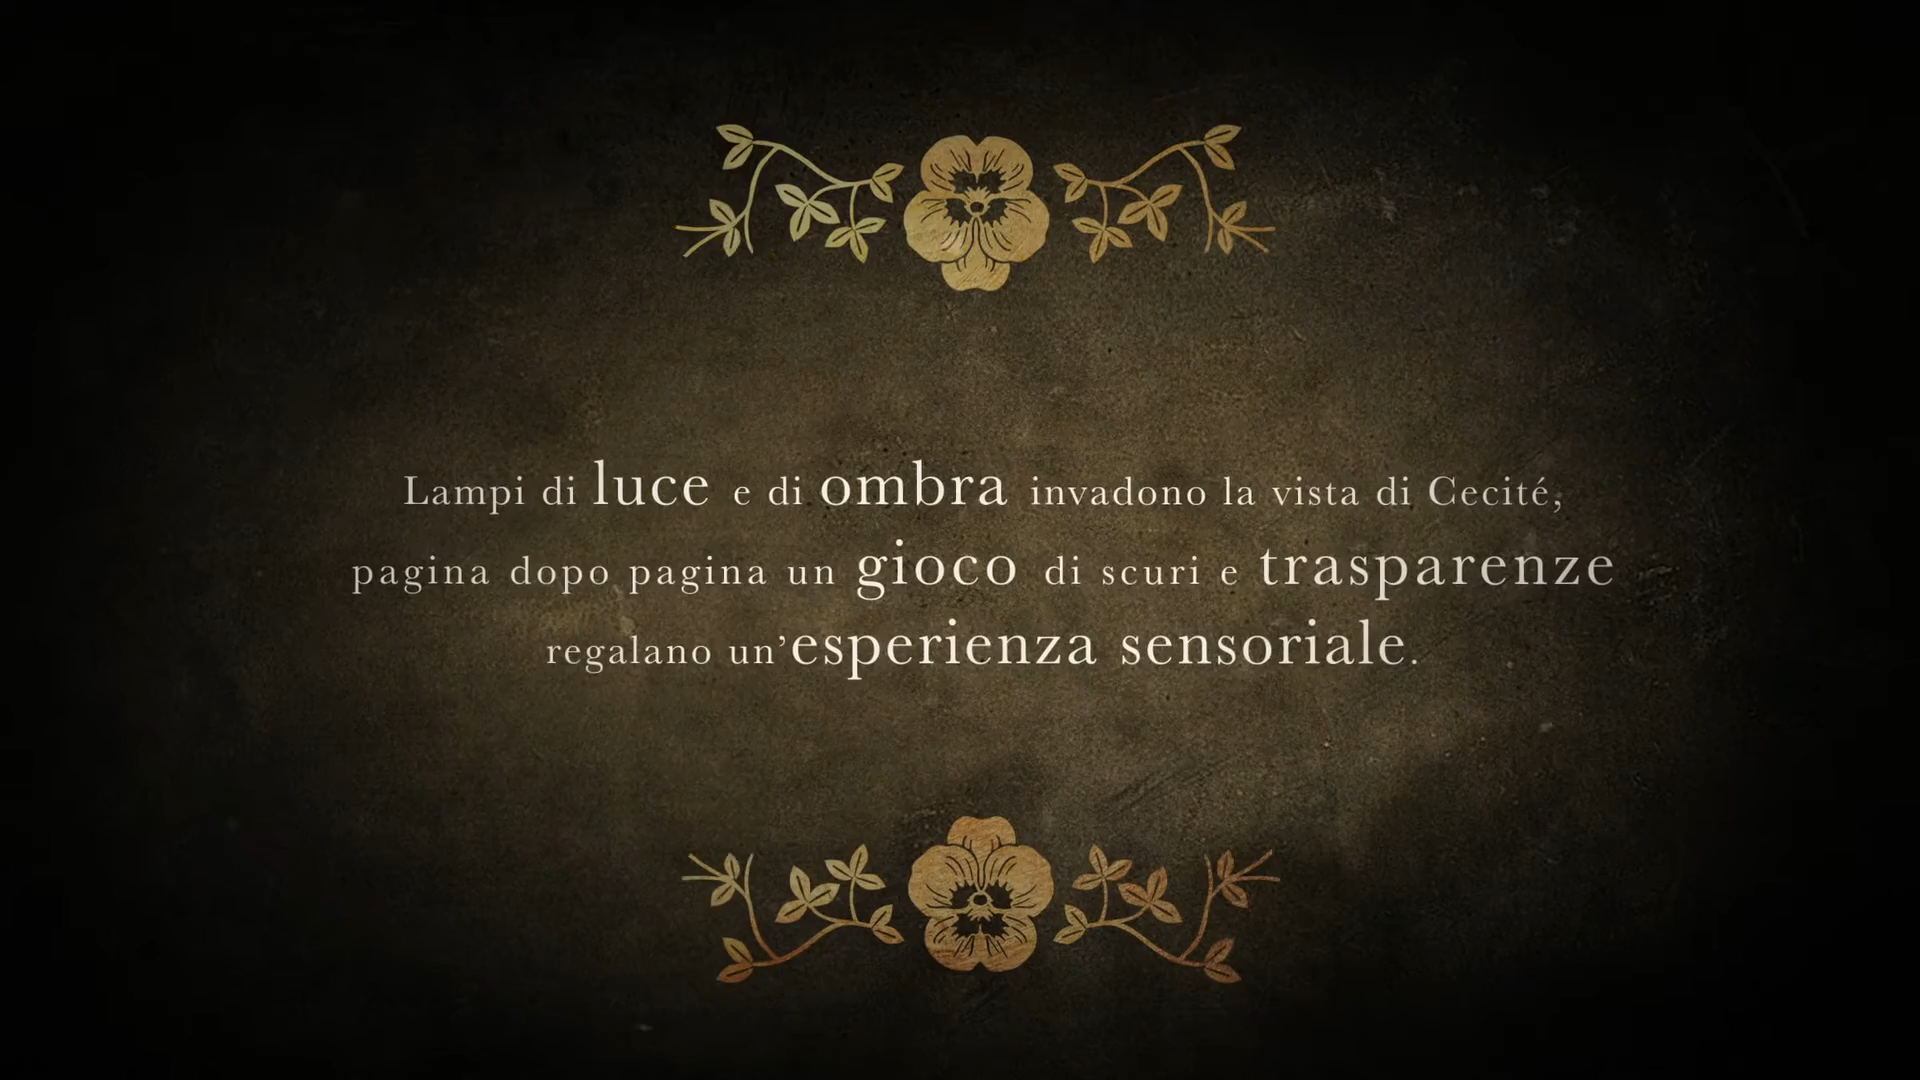 Lampi di luce e di ombra invadono la vista di Cecité,
pagina dopo pagina un gioco di scuri e trasparenze
regalano un’esperienza sensoriale.